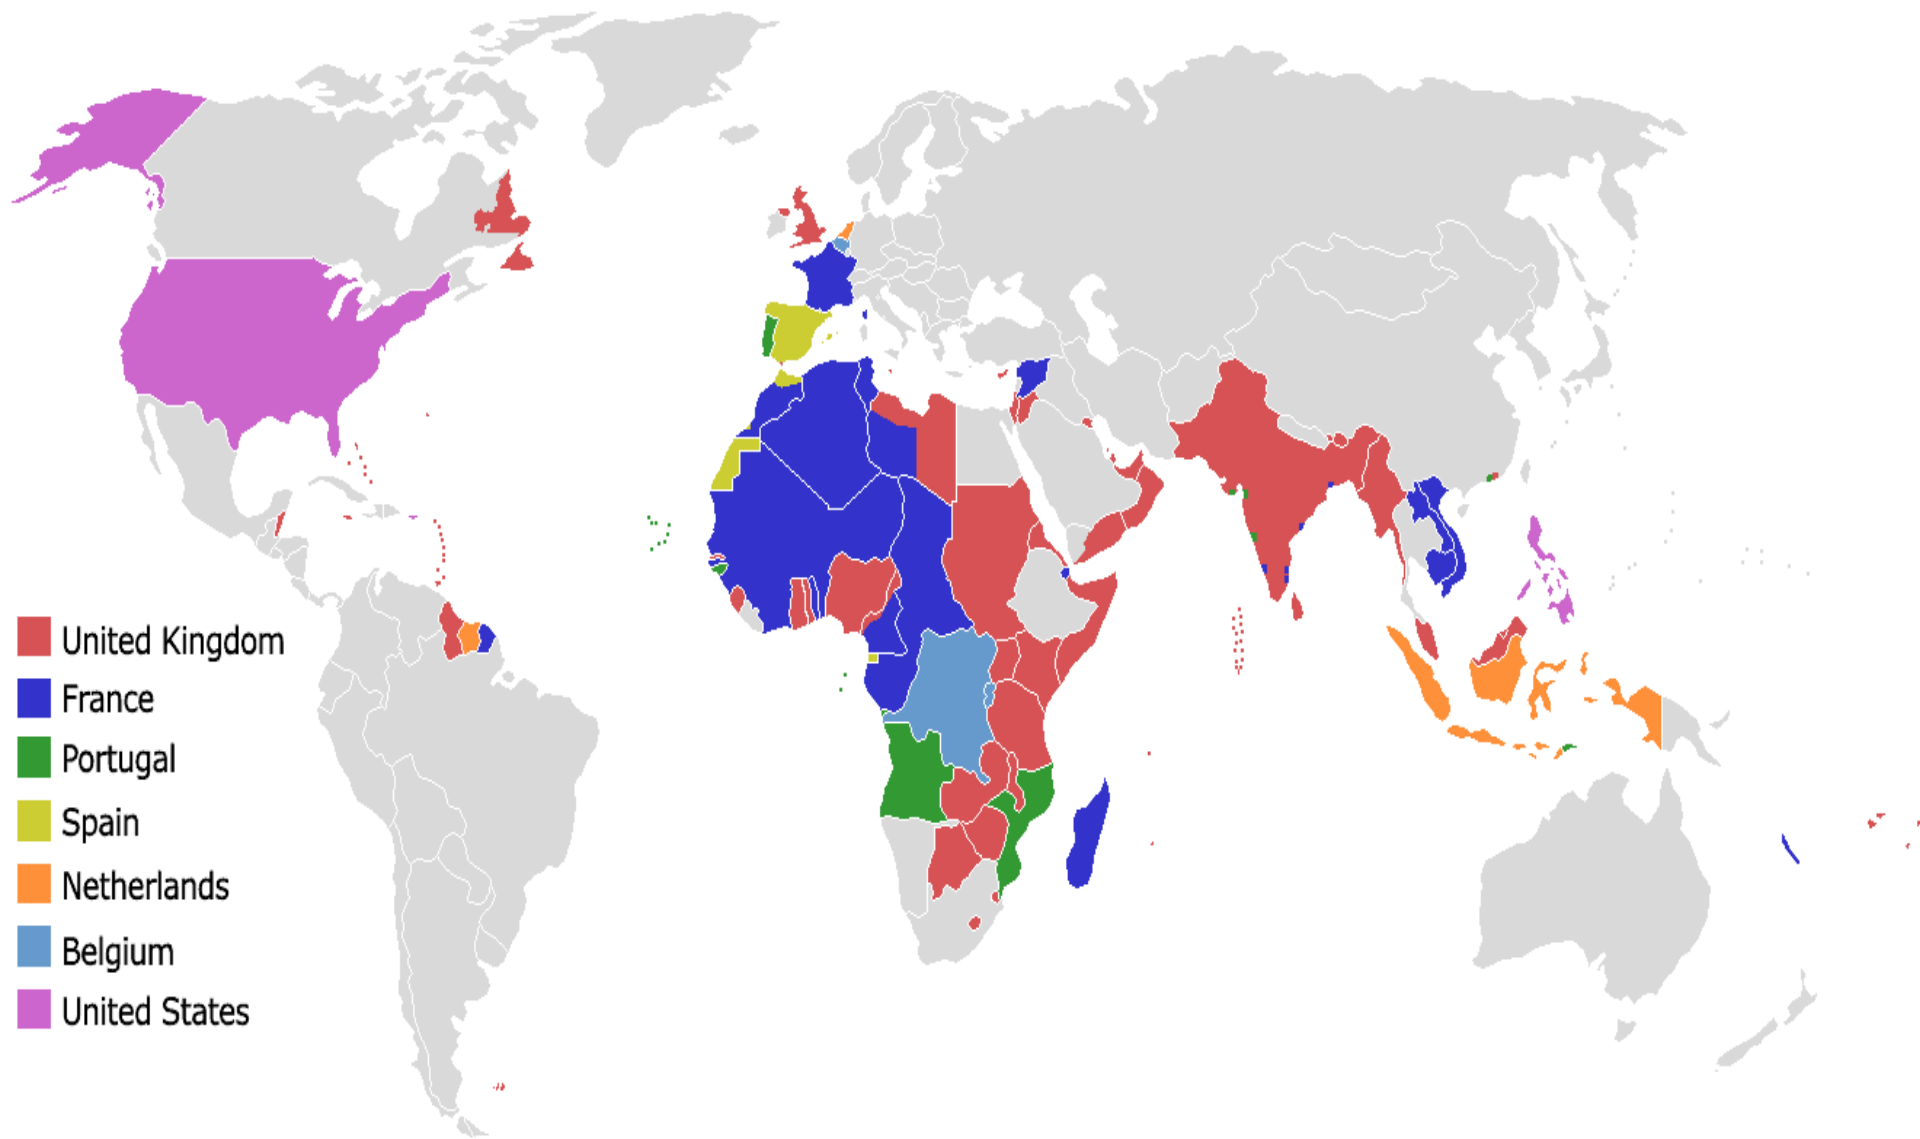 United Kingdom
France
Portugal
Spain
Netherlands
Belgium
United States